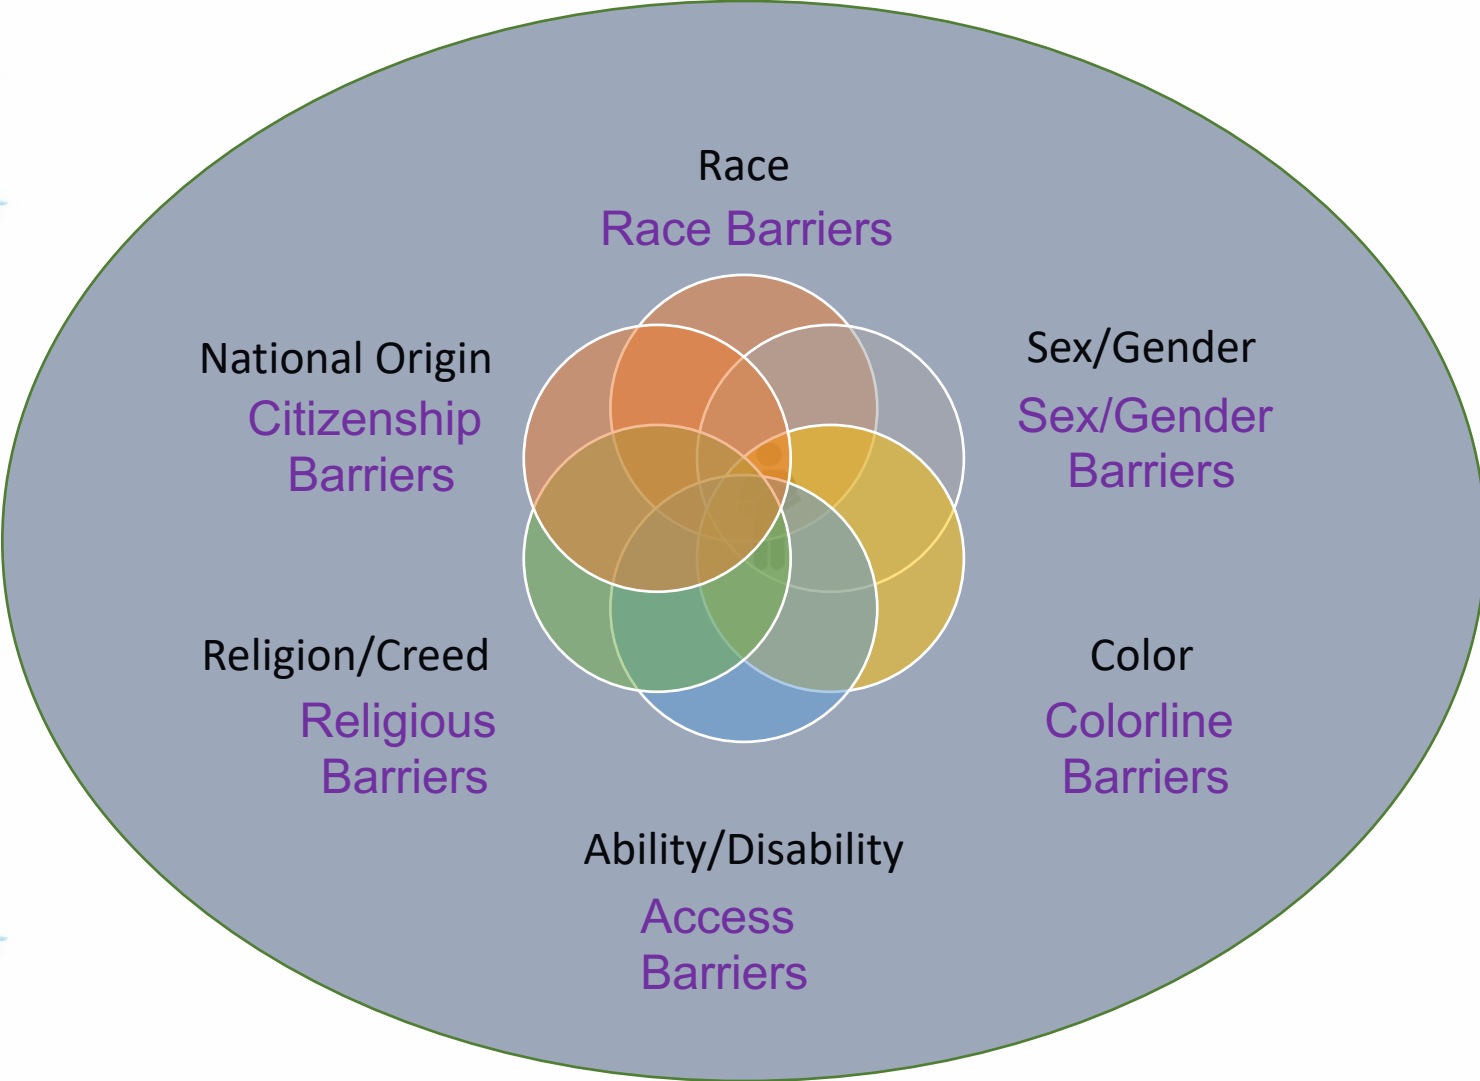 Race
Race Barriers
National Origin
Citizenship
Barriers
Sex/Gender
Sex/Gender
Barriers
Religion/Creed
Religious
Barriers
Color
Colorline
Barriers
Ability/Disability
Access
Barriers